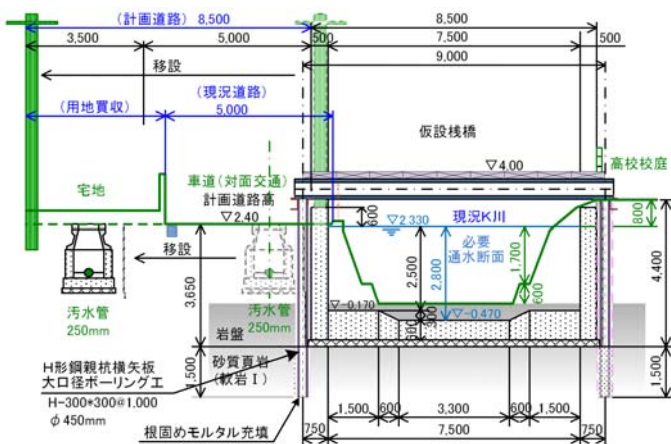 (計画道路) 8,500
8,500
3,500
5,000
500
7,500
500
移設
9,000
(用地買収)
(現況道路)
5,000
仮設桟橋
▽4.00
高校校庭
宅地
車道(対面交通)
計画道路高
▽2.40
600
▽2.330
現況K川
必要
通水断面
800
移設
3,650
2,500
2,800
1,700
600
4,400
汚水管
250mm
汚水管
250mm
▽-0.170
300
▽-0.470
岩盤
H形鋼親杭横矢板
大口径ボーリング工
H-300*300@1.000
φ450mm
砂質頁岩
(軟岩Ⅰ)
1,500
1,500
根固めモルタル充填
1,500
600
3,300
600
1,500
750
7,500
750